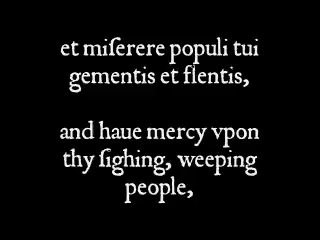 et miſerere populi tui
gementis et flentis,
and haue mercy vpon
thy ſighing, weeping
people,